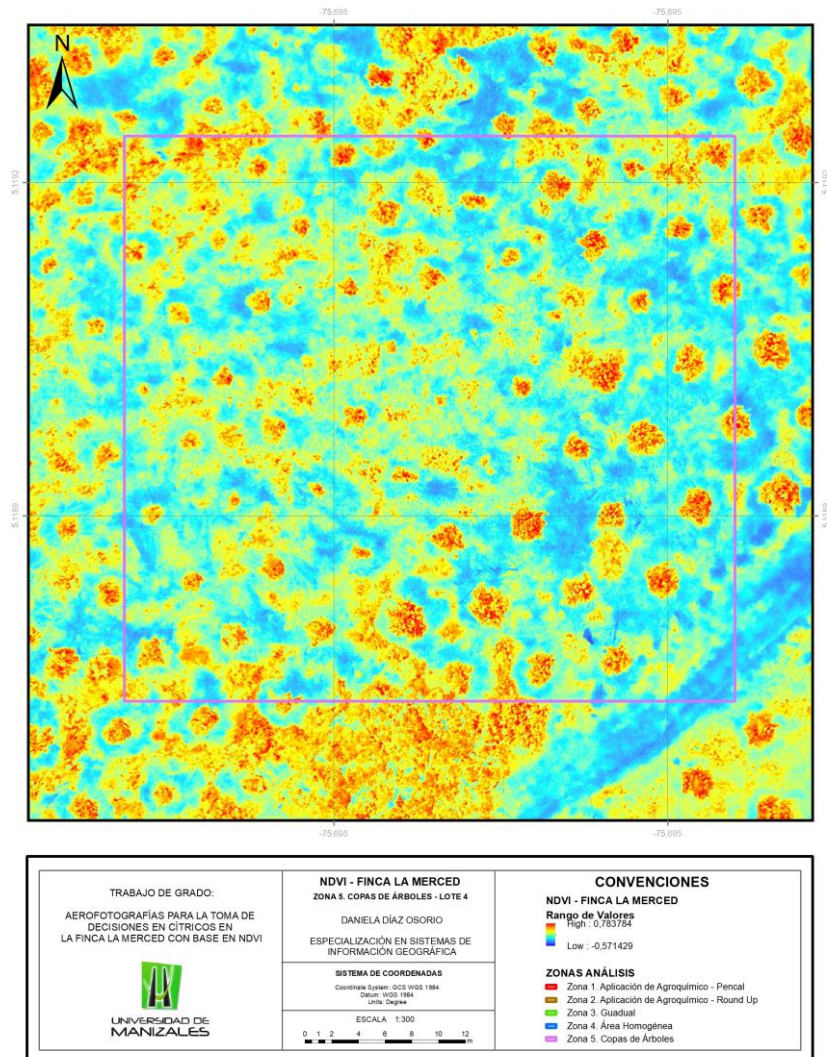 -75,695
-75,695
N
5,1192
5,1192
5,1189
5,1189
-75,695
-75,695
TRABAJO DE GRADO:
AEROFOTOGRAFÍAS PARA LA TOMA DE
DECISIONES EN CÍTRICOS EN
LA FINCA LA MERCED CON BASE EN NDVI
UNIVERSIDAD DE
MANIZALES
NDVI - FINCA LA MERCED
ZONA 5. COPAS DE ÁRBOLES - LOTE 4
DANIELA DÍAZ OSORIO
ESPECIALIZACIÓN EN SISTEMAS DE
INFORMACIÓN GEOGRÁFICA
SISTEMA DE COORDENADAS
Coordinate System: GCS WGS 1984
Datum: WGS 1984
Units: Degree
ESCALA 1:300
0 1 2 4 6 8 10 12
m
CONVENCIONES
NDVI - FINCA LA MERCED
Rango de Valores
High : 0,783784
Low : -0,571429
ZONAS ANÁLISIS
Zona 1. Aplicación de Agroquímico - Pencal
Zona 2. Aplicación de Agroquímico - Round Up
Zona 3. Guadual
Zona 4. Área Homogénea
Zona 5. Copas de Árboles